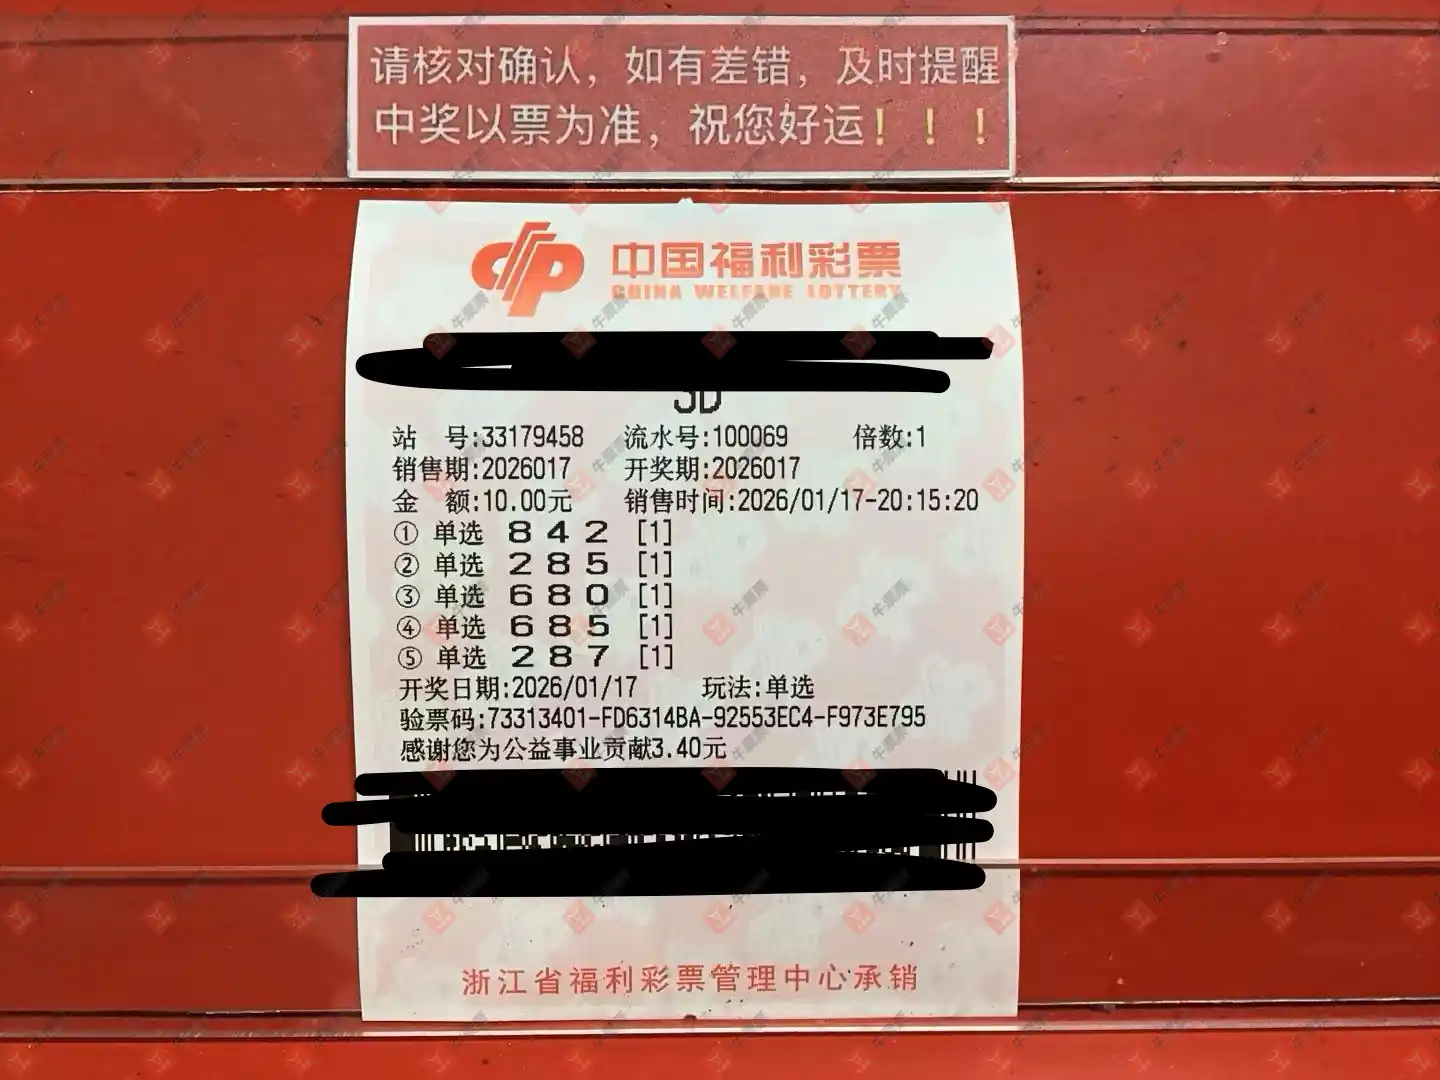 请核对确认，如有差错，及时提醒
中奖以票为准，祝您好运！！！
中国福利彩票
CHINA WELFARE LOTTERY
3D
站 号:33179458 流水号:100069 倍数:1
销售期:2026017 开奖期:2026017
金 额:10.00元 销售时间:2026/01/17-20:15:20
① 单选 8 4 2 [1]
② 单选 2 8 5 [1]
③ 单选 6 8 0 [1]
④ 单选 6 8 5 [1]
⑤ 单选 2 8 7 [1]
开奖日期:2026/01/17 玩法:单选
验票码:73313401-FD6314BA-92553EC4-F973E795
感谢您为公益事业贡献3.40元
浙江省福利彩票管理中心承销